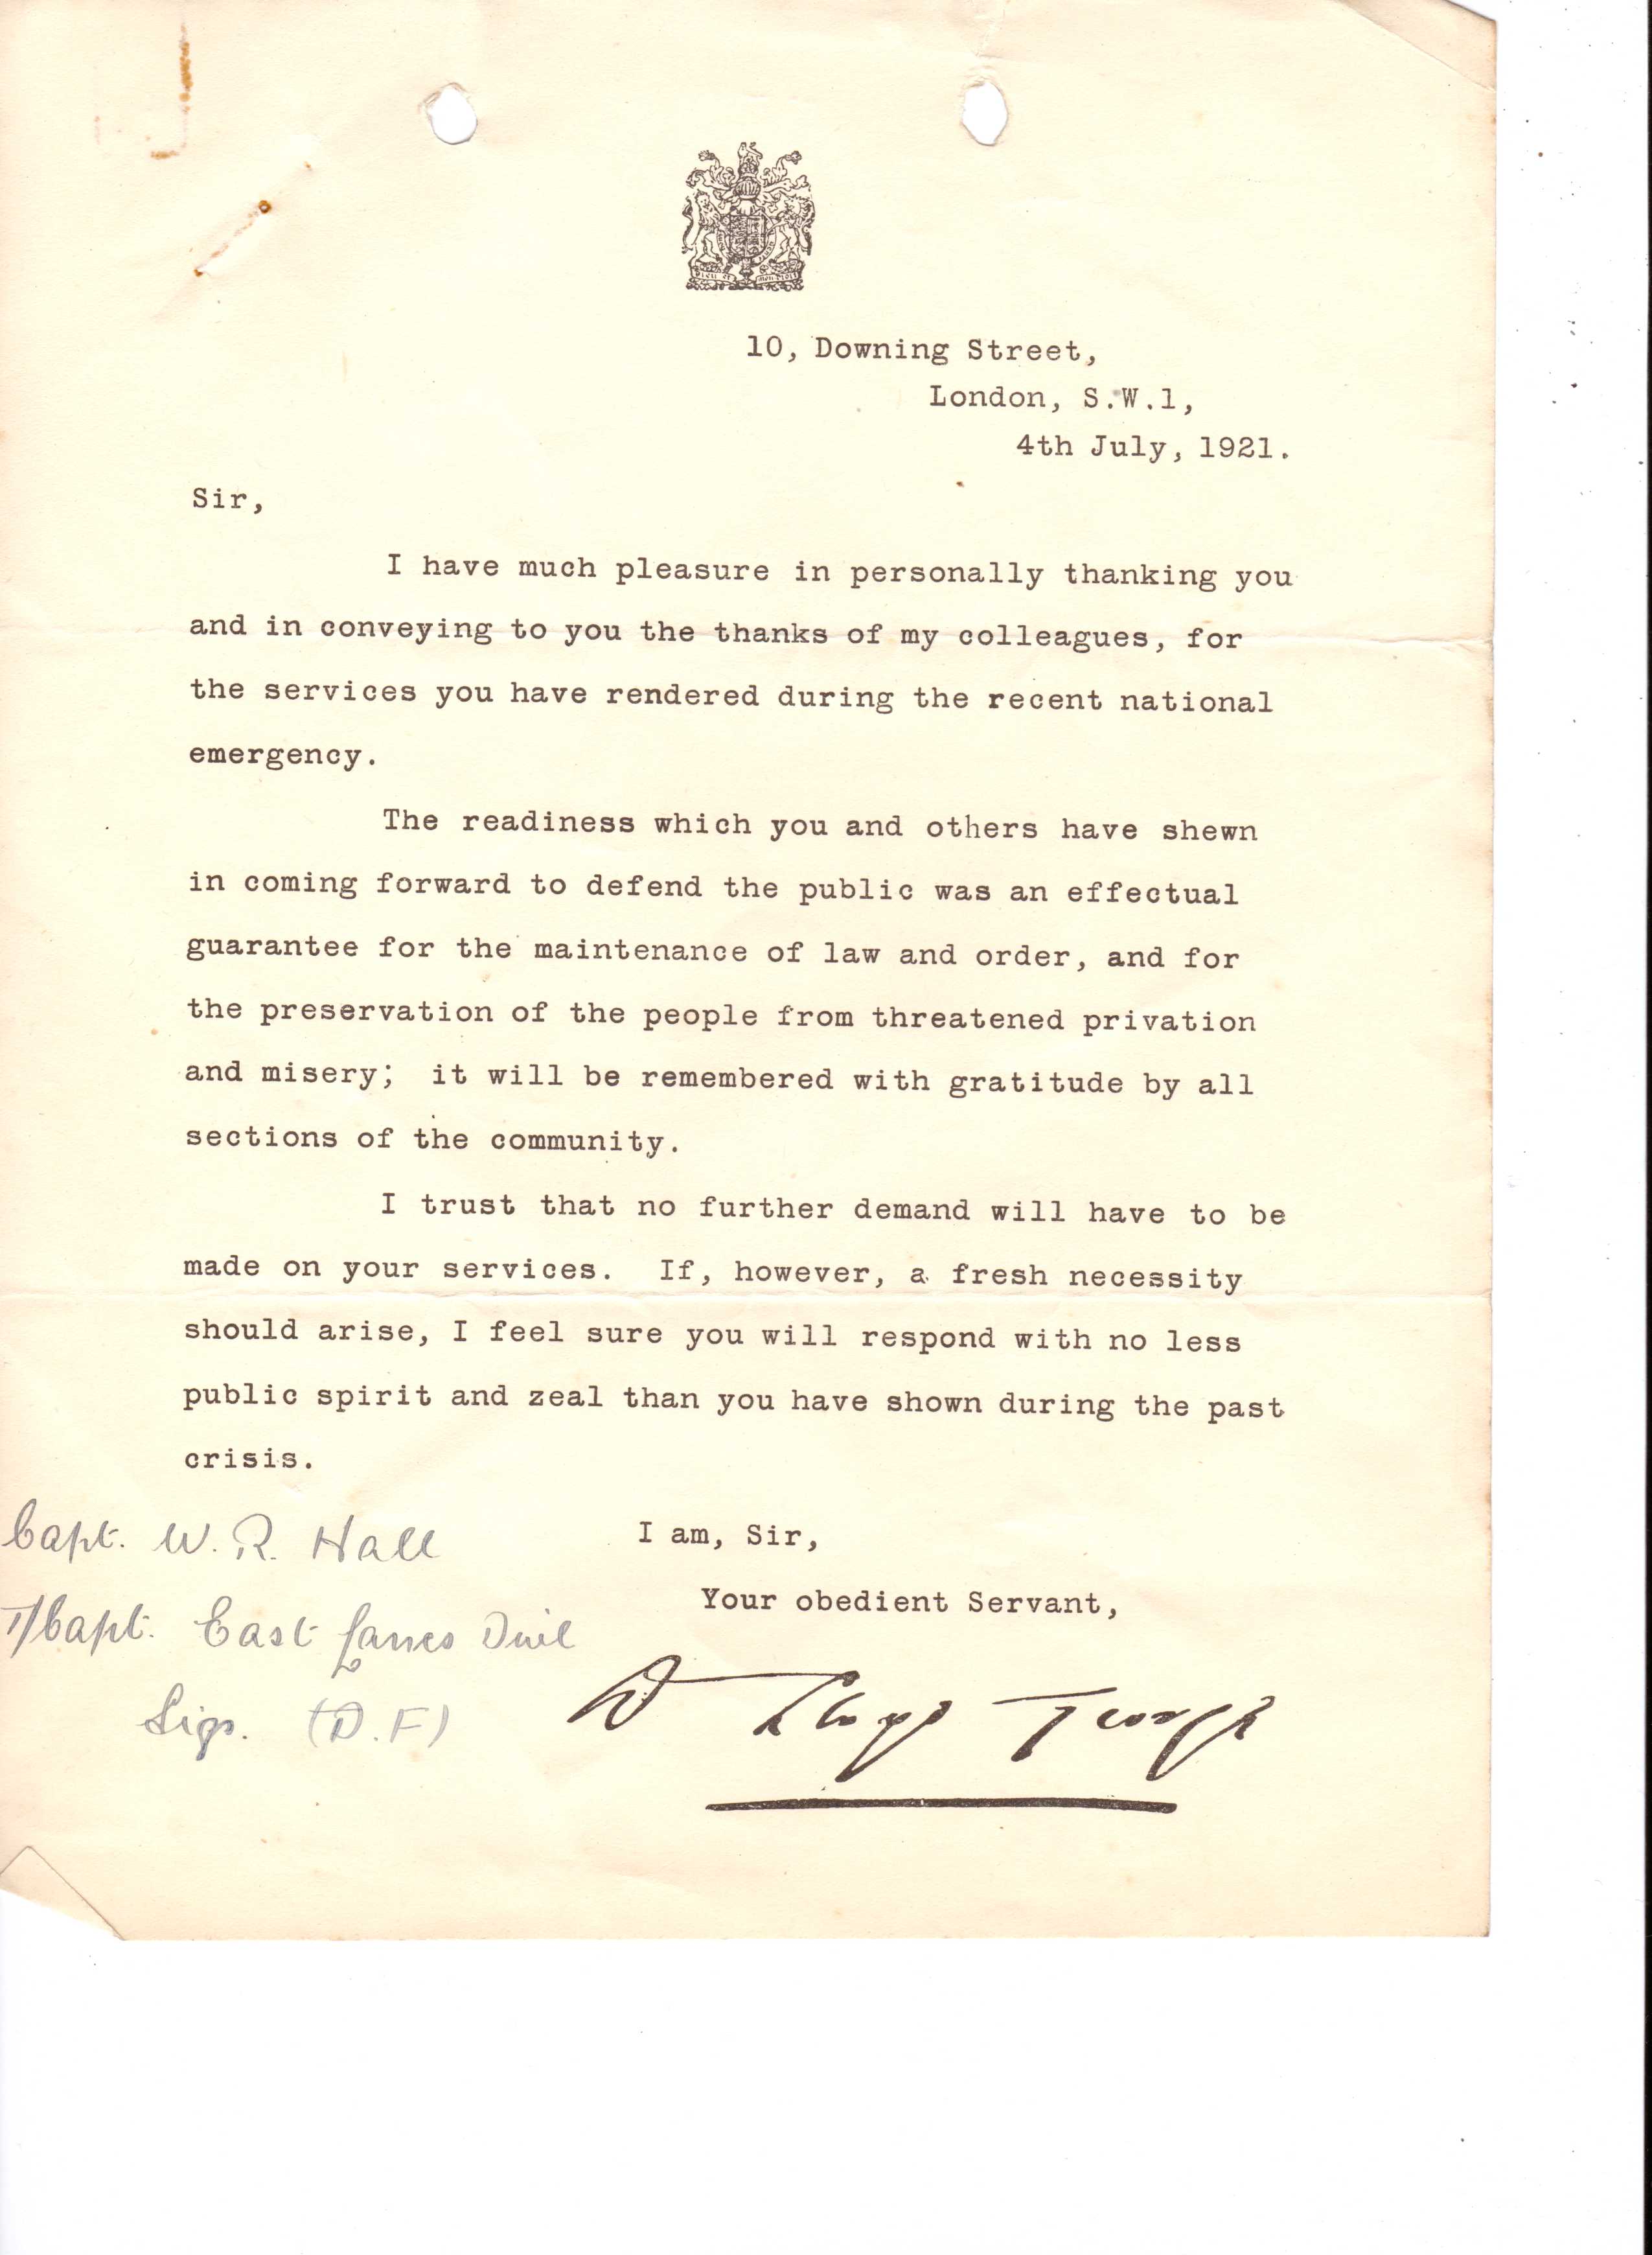 DIEU ET MON DROIT
10, Downing Street,
London, S.W.1,
4th July, 1921.
Sir,
I have much pleasure in personally thanking you
and in conveying to you the thanks of my colleagues, for
the services you have rendered during the recent national
emergency.
The readiness which you and others have shewn
in coming forward to defend the public was an effectual
guarantee for the maintenance of law and order, and for
the preservation of the people from threatened privation
and misery; it will be remembered with gratitude by all
sections of the community.
I trust that no further demand will have to be
made on your services. If, however, a fresh necessity
should arise, I feel sure you will respond with no less
public spirit and zeal than you have shown during the past
crisis.
I am, Sir,
Your obedient Servant,
D Lloyd George
Capt. W. R. Hall
T/Capt. East Lancs
Sigs. (D.F)